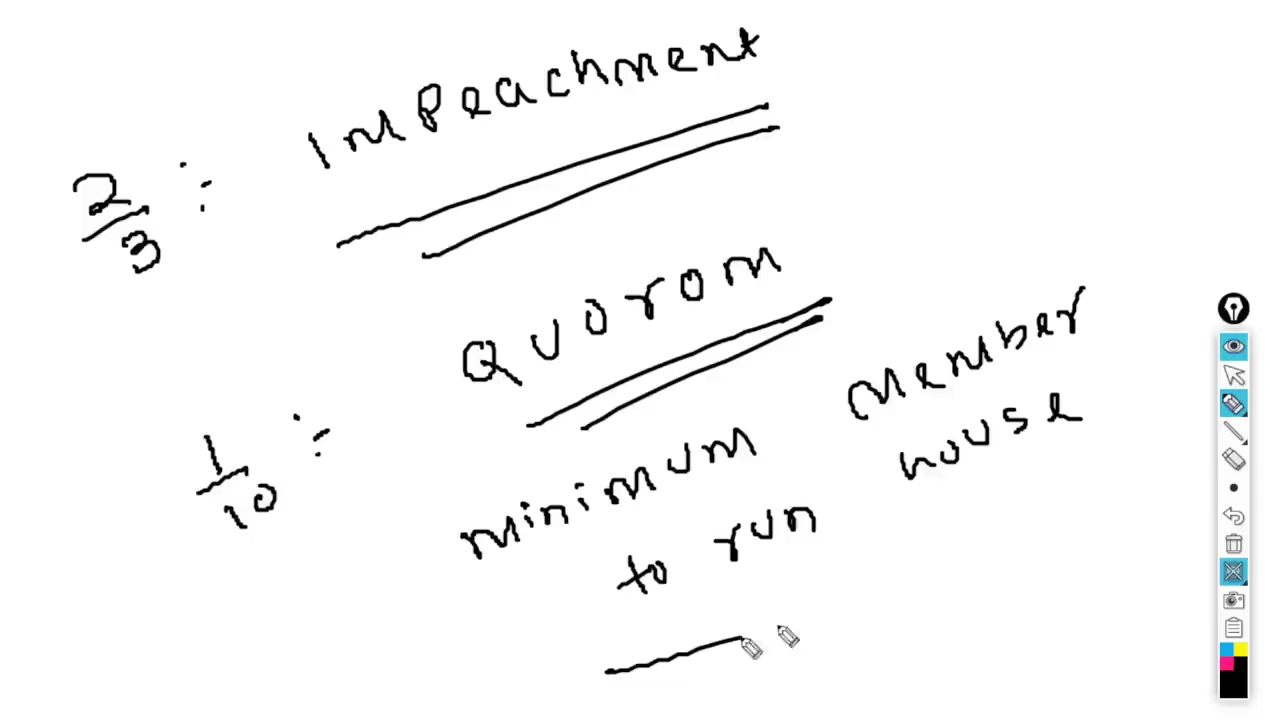 2/3 :- Impeachment
Quorom
1/10 :-
minimum member
to run house